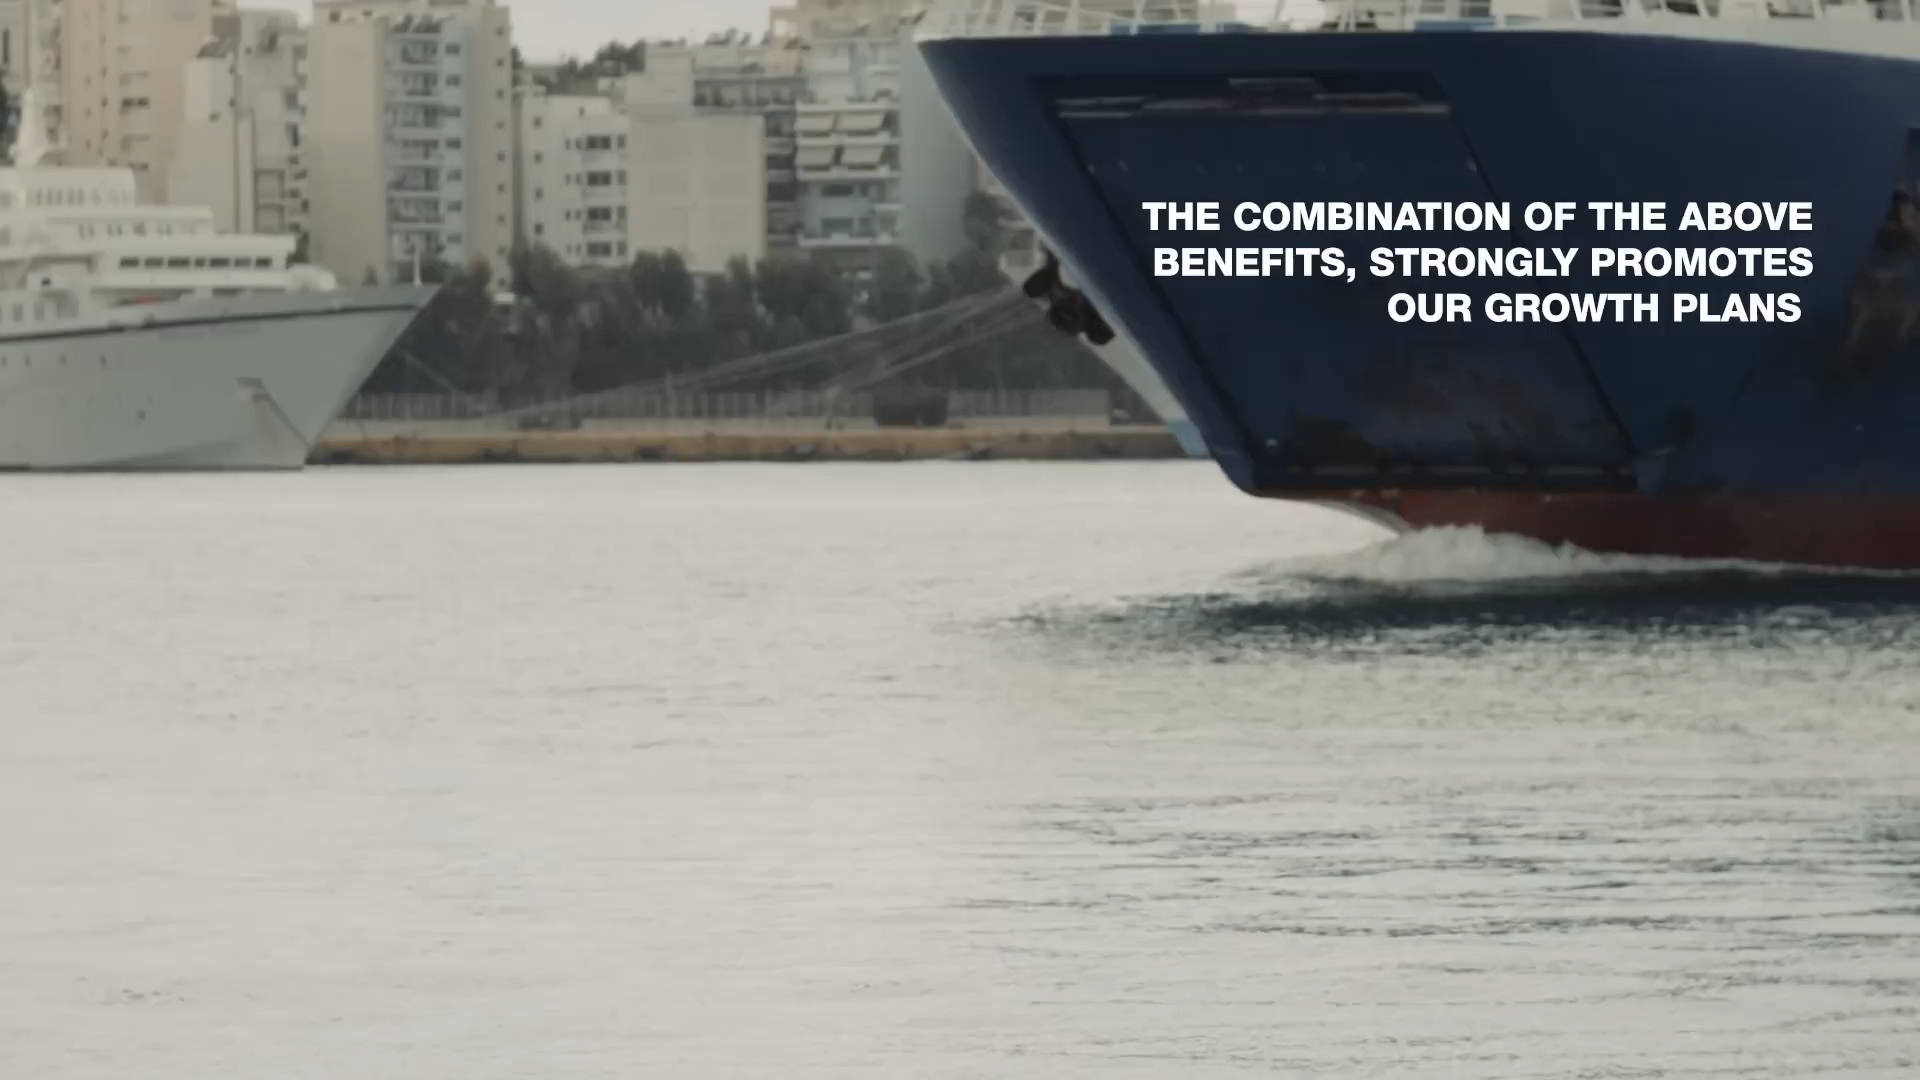 THE COMBINATION OF THE ABOVE
BENEFITS, STRONGLY PROMOTES
OUR GROWTH PLANS